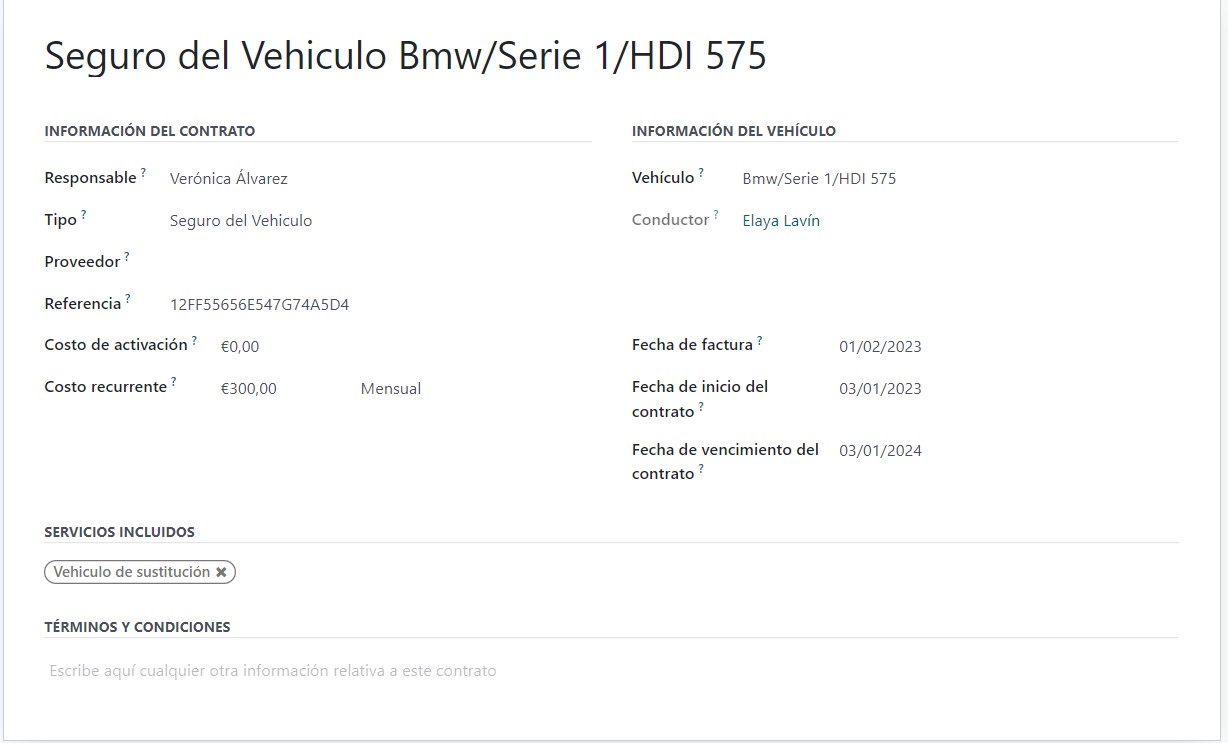 Seguro del Vehiculo Bmw/Serie 1/HDI 575
INFORMACIÓN DEL CONTRATO
Responsable ? Verónica Álvarez
Tipo ? Seguro del Vehiculo
Proveedor ?
Referencia ? 12FF55656E547G74A5D4
Costo de activación ? €0,00
Costo recurrente ? €300,00 Mensual
INFORMACIÓN DEL VEHÍCULO
Vehículo ? Bmw/Serie 1/HDI 575
Conductor ? Elaya Lavín
Fecha de factura ? 01/02/2023
Fecha de inicio del 03/01/2023
contrato ?
Fecha de vencimiento del 03/01/2024
contrato ?
SERVICIOS INCLUIDOS
Vehiculo de sustitución ✖
TÉRMINOS Y CONDICIONES
Escribe aquí cualquier otra información relativa a este contrato